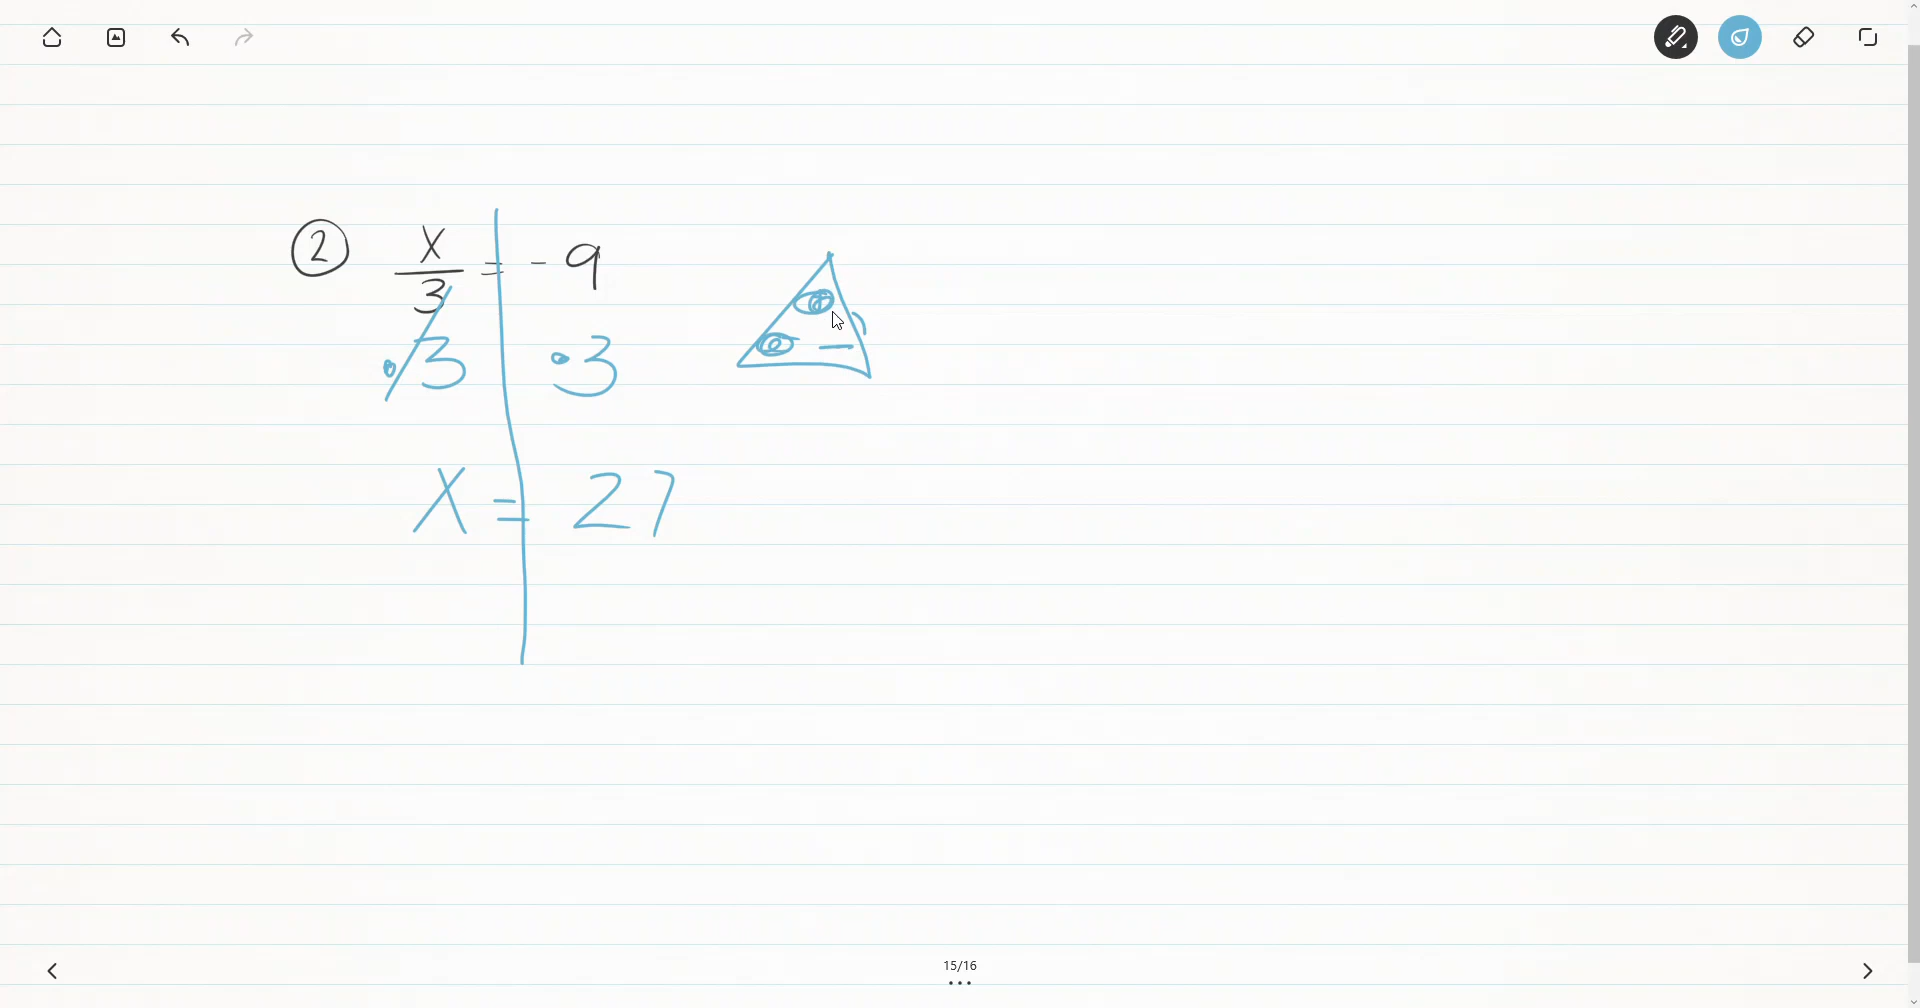 ② x/3 = - 9
• 3 • 3
x = 27
15/16